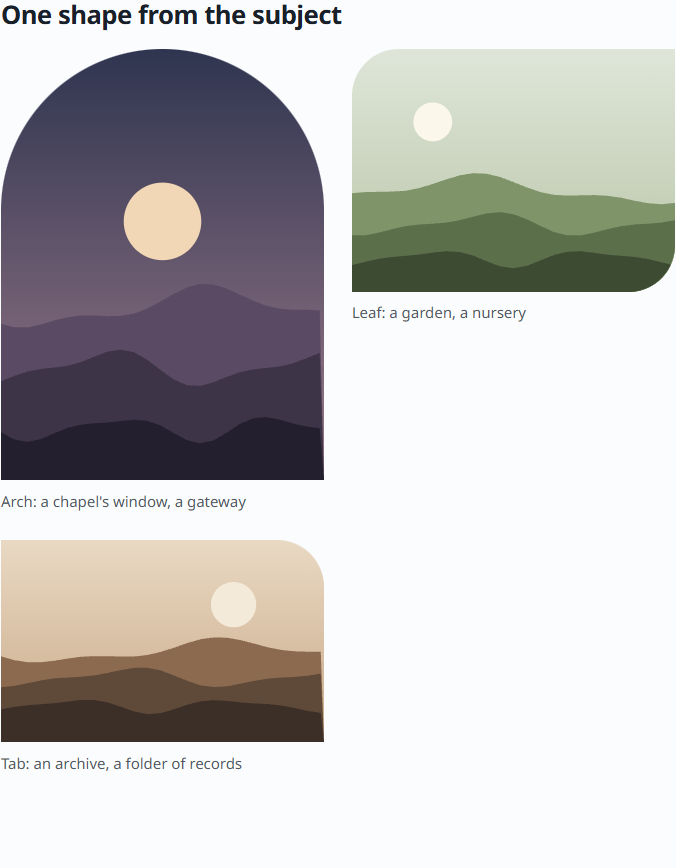 One shape from the subject
Arch: a chapel's window, a gateway
Leaf: a garden, a nursery
Tab: an archive, a folder of records